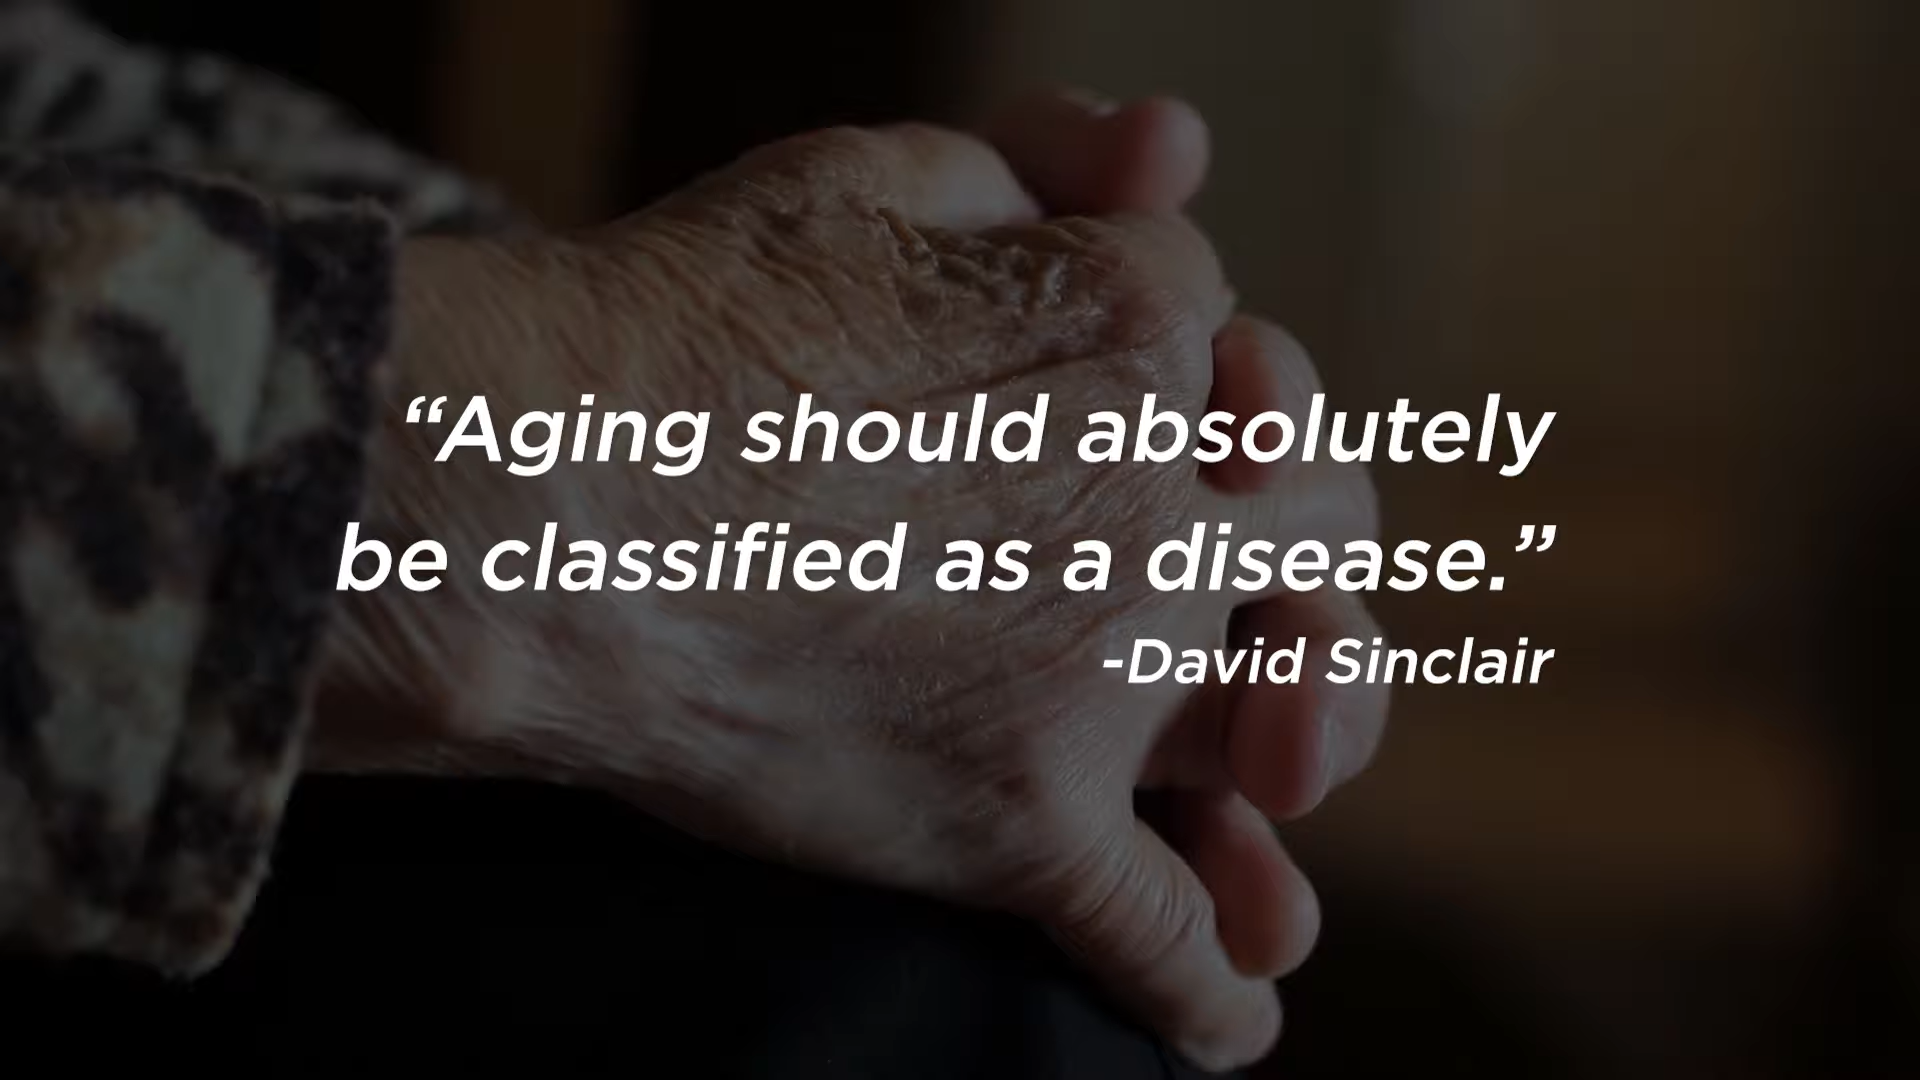 “Aging should absolutely
be classified as a disease.”
-David Sinclair